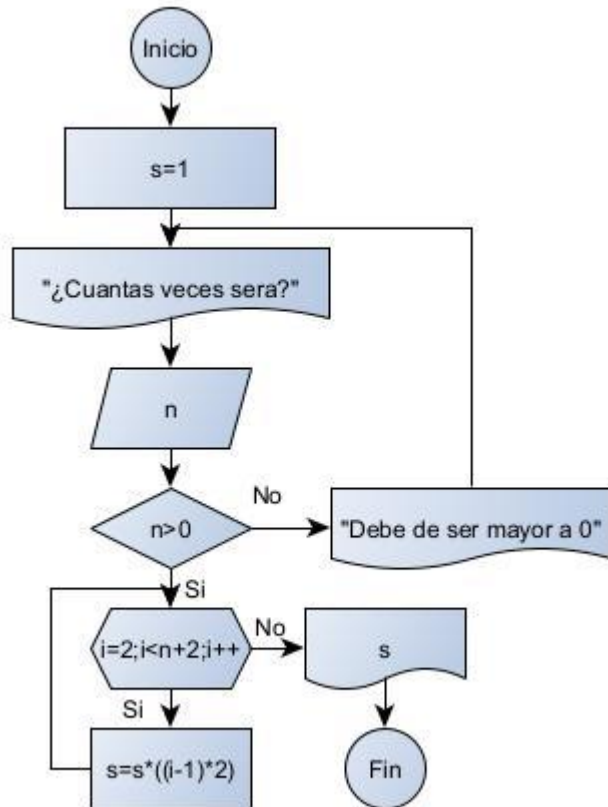 Inicio
s=1
"¿Cuantas veces sera?"
n
n>0
No
"Debe de ser mayor a 0"
Si
i=2;i<n+2;i++
No
s
Si
s=s*((i-1)*2)
Fin